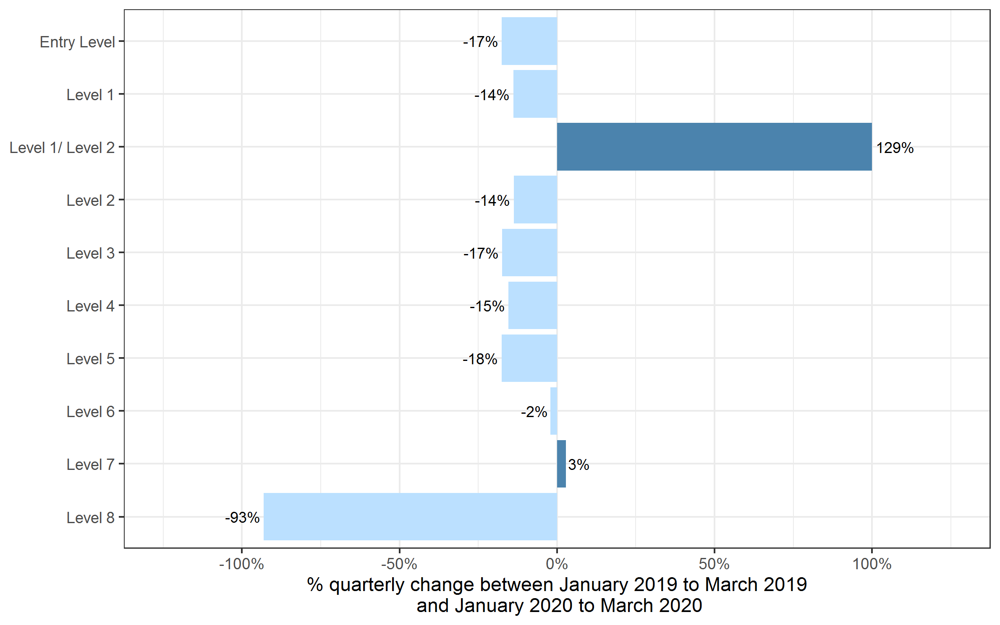 Entry Level
-17%
Level 1
-14%
Level 1/ Level 2
129%
Level 2
-14%
Level 3
-17%
Level 4
-15%
Level 5
-18%
Level 6
-2%
Level 7
3%
Level 8
-93%
-100%
-50%
0%
50%
100%
% quarterly change between January 2019 to March 2019
and January 2020 to March 2020